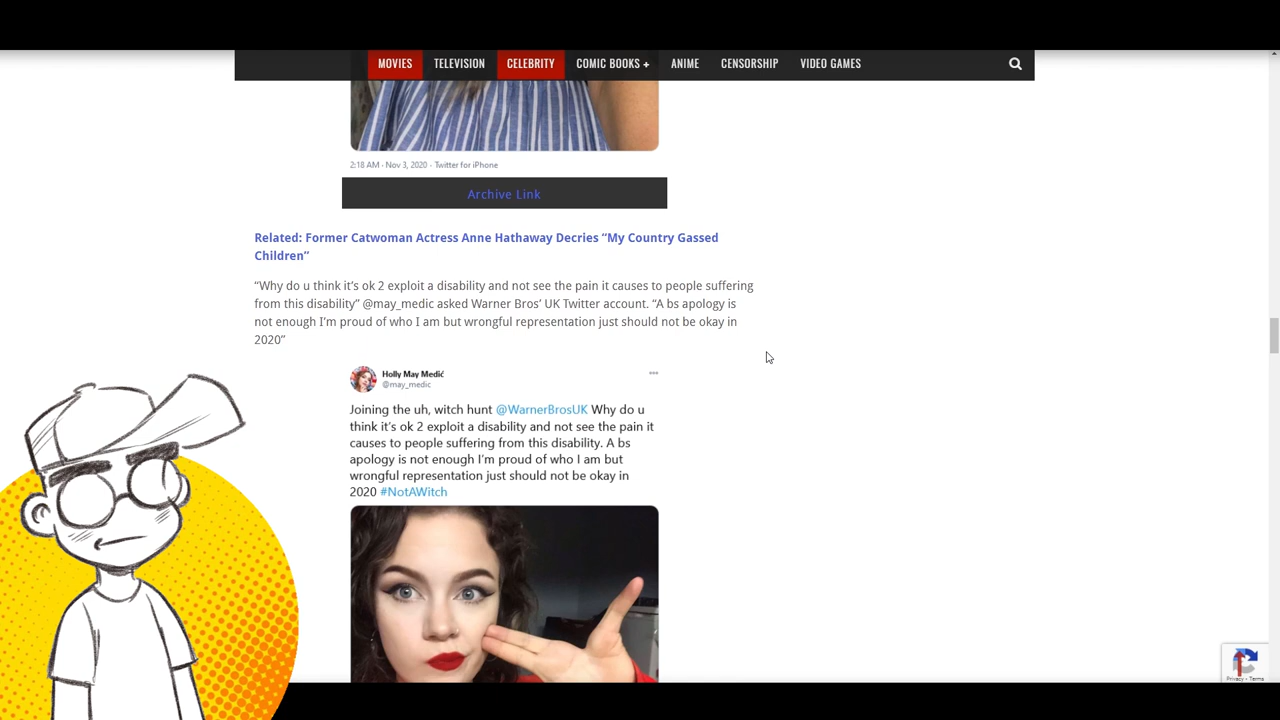 MOVIES TELEVISION CELEBRITY COMIC BOOKS + ANIME CENSORSHIP VIDEO GAMES
2:18 AM · Nov 3, 2020 · Twitter for iPhone
Archive Link
Related: Former Catwoman Actress Anne Hathaway Decries “My Country Gassed
Children”
“Why do u think it’s ok 2 exploit a disability and not see the pain it causes to people suffering
from this disability” @may_medic asked Warner Bros’ UK Twitter account. “A bs apology is
not enough I’m proud of who I am but wrongful representation just should not be okay in
2020”
Holly May Medić
@may_medic
Joining the uh, witch hunt @WarnerBrosUK Why do u
think it's ok 2 exploit a disability and not see the pain it
causes to people suffering from this disability. A bs
apology is not enough I'm proud of who I am but
wrongful representation just should not be okay in
2020 #NotAWitch
Privacy - Terms